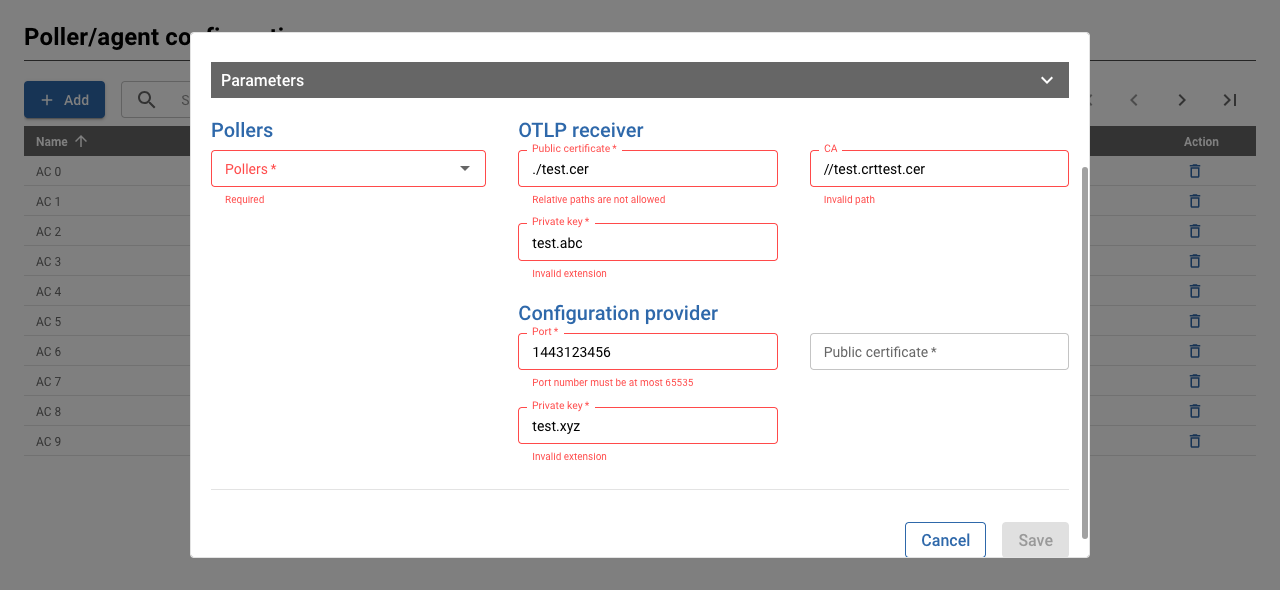 Poller/agent co
Add
S
Name
Action
AC 0
AC 1
AC 2
AC 3
AC 4
AC 5
AC 6
AC 7
AC 8
AC 9
Parameters
Pollers
Pollers *
Required
OTLP receiver
Public certificate *
./test.cer
Relative paths are not allowed
CA
//test.crttest.cer
Invalid path
Private key *
test.abc
Invalid extension
Configuration provider
Port *
1443123456
Port number must be at most 65535
Public certificate *
Private key *
test.xyz
Invalid extension
Cancel
Save